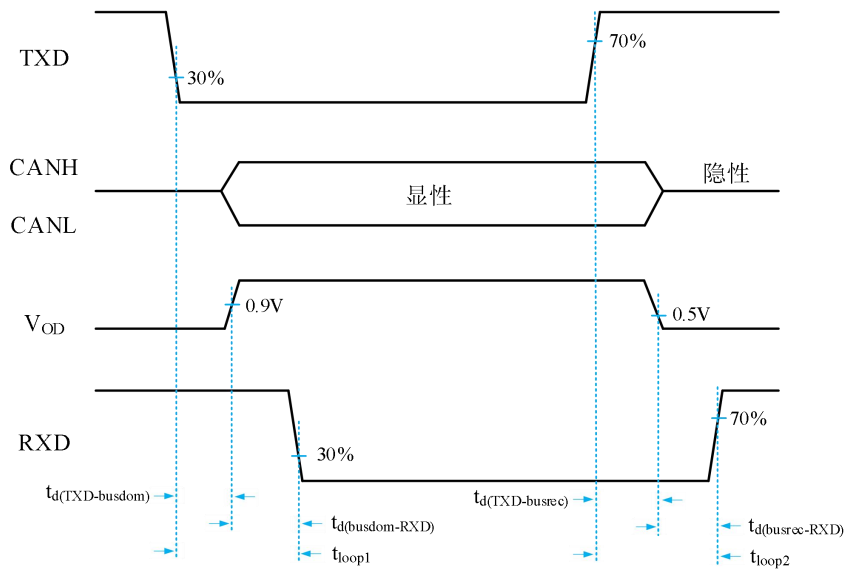 TXD
30%
70%
CANH
显性
隐性
CANL
VOD
0.9V
0.5V
RXD
30%
70%
td(TXD-busdom)
td(TXD-busrec)
td(busdom-RXD)
td(busrec-RXD)
tloop1
tloop2